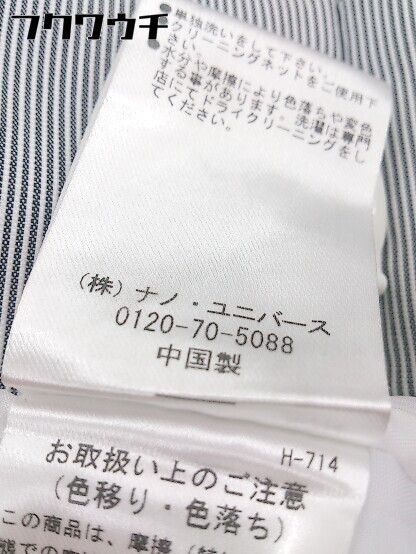 フクワウチ
・単独洗いをして下さい。
・クリーニングネットをご使用下
さい。
・水分や摩擦により色落ちや変色
する事があります。洗濯は専門
店にてドライクリーニングをし
てください。
(株)ナノ・ユニバース
0120-70-5088
中国製
H-714
お取扱い上のご注意
(色移り・色落ち)
この商品は、摩擦